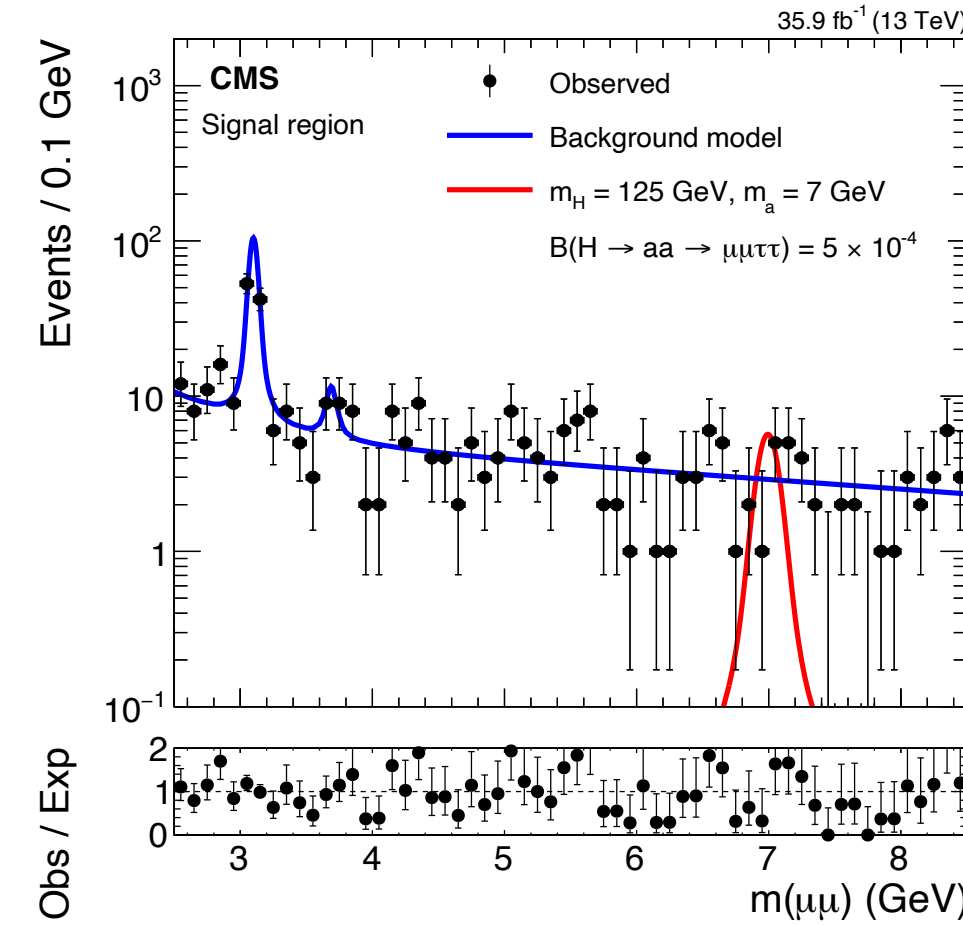 35.9 fb⁻¹ (13 TeV)
CMS
Signal region
Observed
Background model
m_H = 125 GeV, m_a = 7 GeV
B(H → aa → μμττ) = 5 × 10⁻⁴
Events / 0.1 GeV
10³
10²
10
1
10⁻¹
Obs / Exp
2
1
0
3 4 5 6 7 8
m(μμ) (GeV)